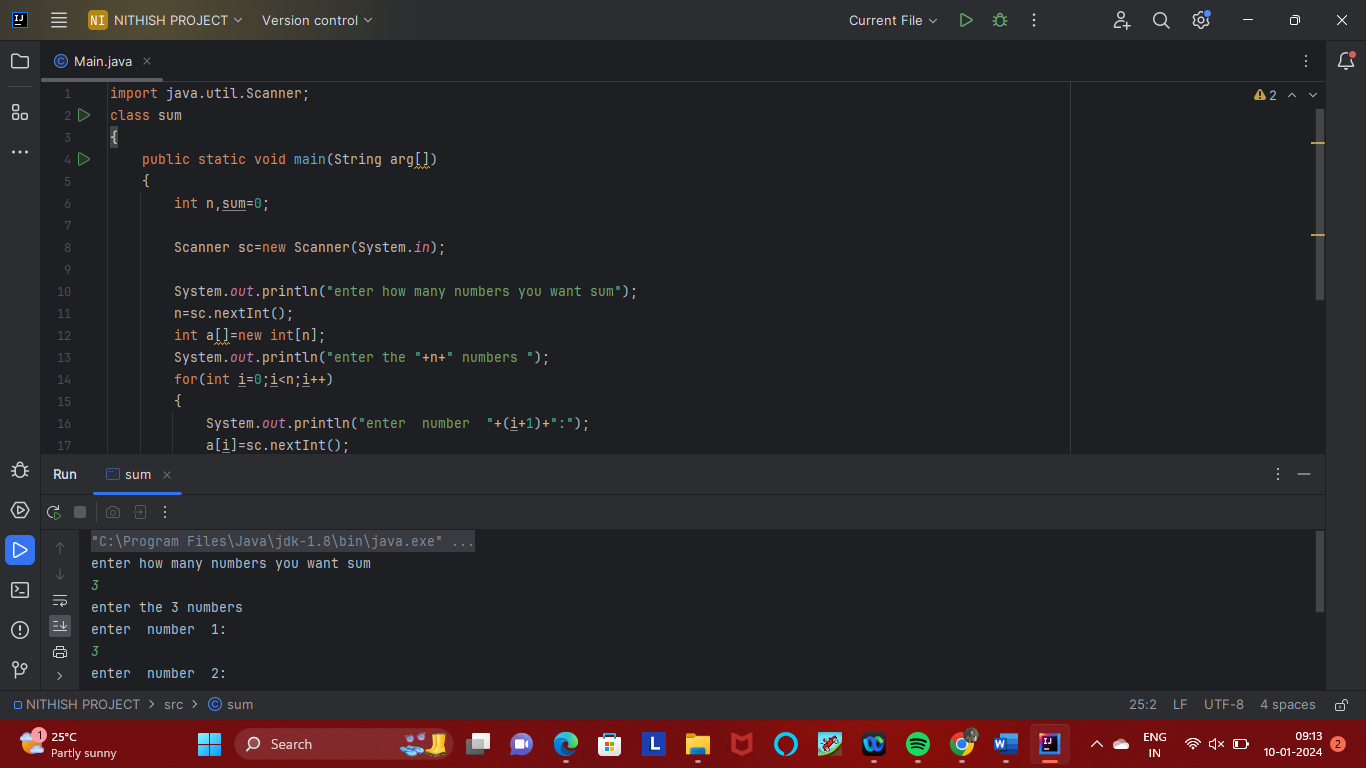 NI NITHISH PROJECT Version control Current File
Main.java
1 import java.util.Scanner;
2 class sum
3 {
4 public static void main(String arg[])
5 {
6 int n,sum=0;
7
8 Scanner sc=new Scanner(System.in);
9
10 System.out.println("enter how many numbers you want sum");
11 n=sc.nextInt();
12 int a[]=new int[n];
13 System.out.println("enter the "+n+" numbers ");
14 for(int i=0;i<n;i++)
15 {
16 System.out.println("enter  number  "+(i+1)+":");
17 a[i]=sc.nextInt();
2
Run sum
"C:\Program Files\Java\jdk-1.8\bin\java.exe" ...
enter how many numbers you want sum
3
enter the 3 numbers
enter  number  1:
3
enter  number  2:
NITHISH PROJECT > src > sum 25:2 LF UTF-8 4 spaces
1 25°C
Partly sunny
Search
ENG
IN
09:13
10-01-2024
2